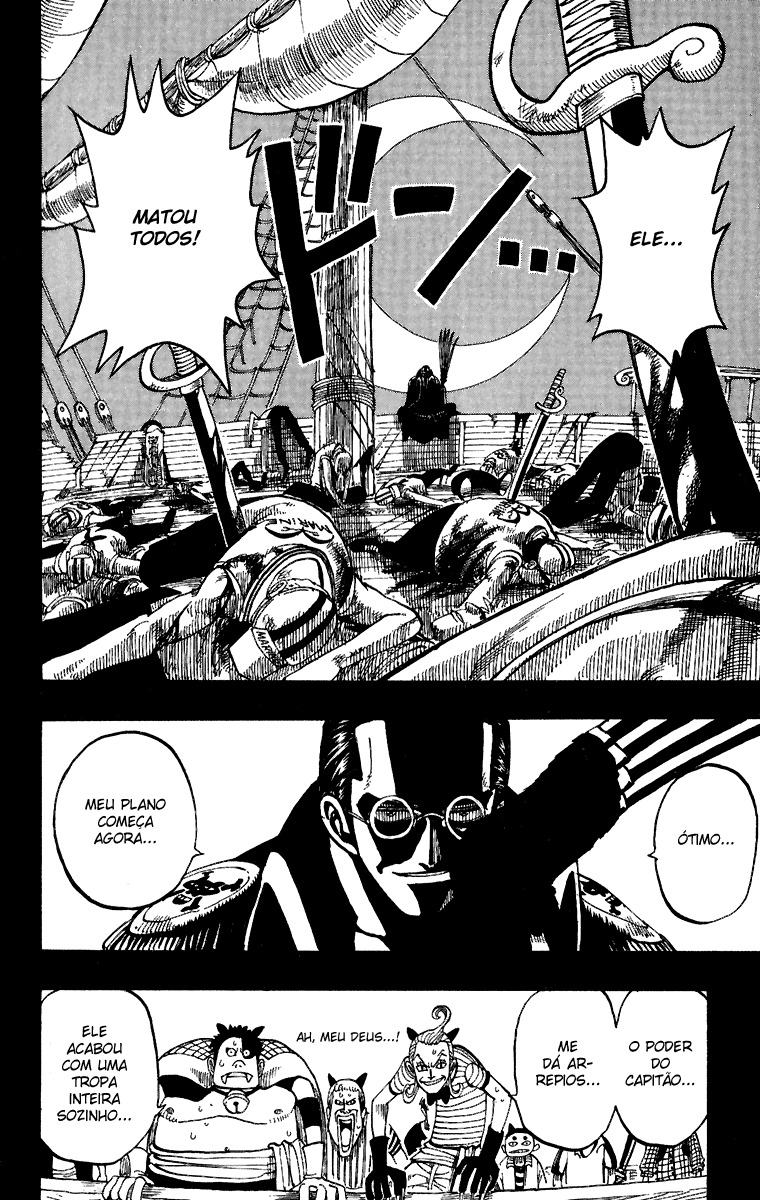 ELE...
ドーン...
MATOU
TODOS!
MARINE
MARINE
ÓTIMO...
MEU PLANO
COMEÇA
AGORA...
O PODER
DO
CAPITÃO...
ME
DÁ AR-
REPIOS...
AH, MEU DEUS...!
ELE
ACABOU
COM UMA
TROPA
INTEIRA
SOZINHO...